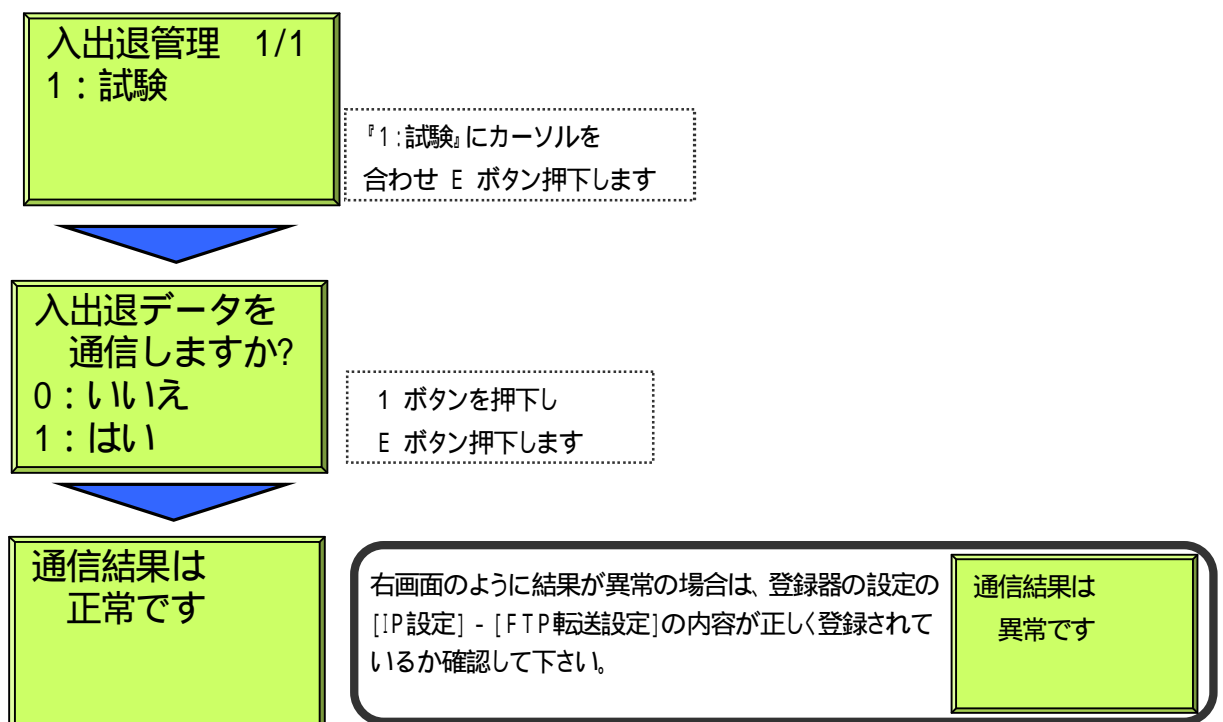 入出退管理　1/1
1：試験
『1:試験』にカーソルを
合わせ E ボタン押下します
入出退データを
通信しますか?
0：いいえ
1：はい
1 ボタンを押下し
E ボタン押下します
通信結果は
正常です
右画面のように結果が異常の場合は、登録器の設定の
[IP設定] - [FTP転送設定]の内容が正しく登録されて
いるか確認して下さい。
通信結果は
異常です